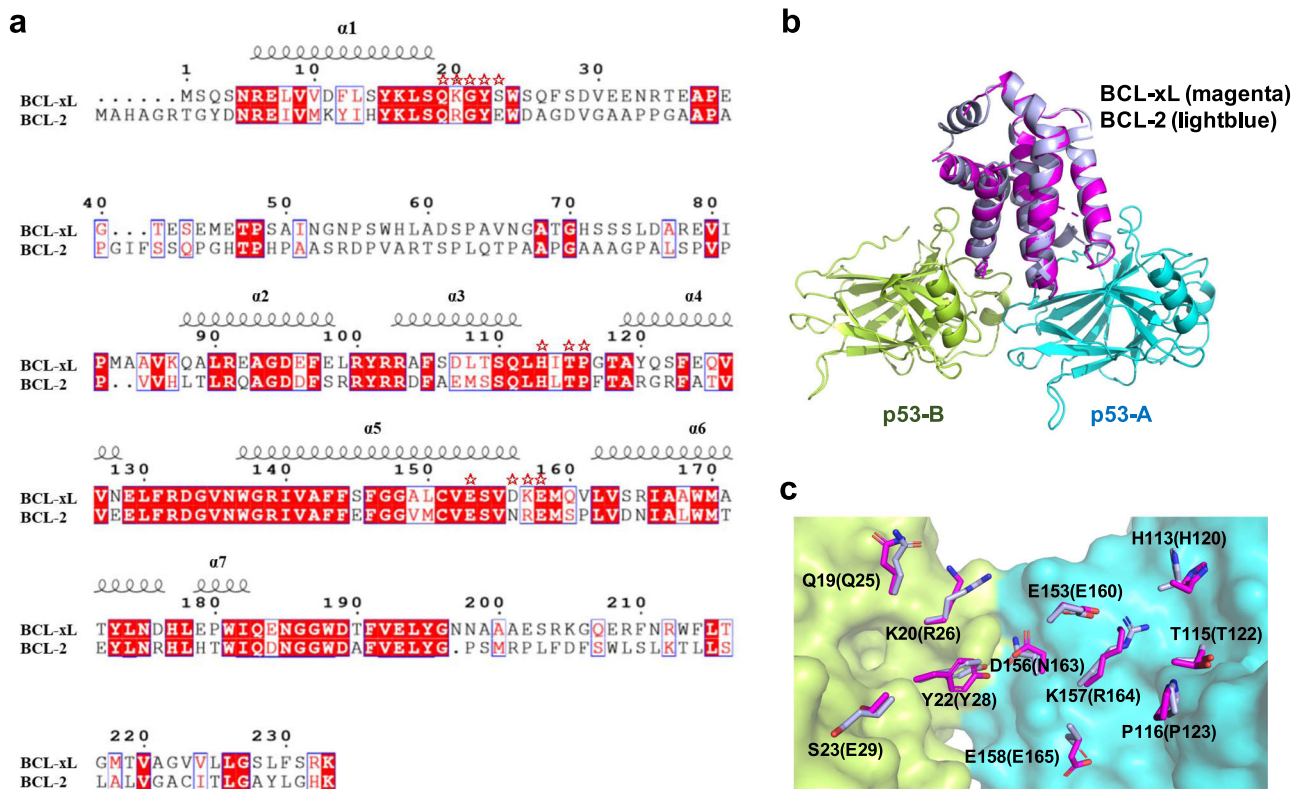 a
α1
1 10 20 30
BCL-xL ......MSQSNRELVVDFLSYKLSQKGYSWSQFSDVEENRTEAPE
BCL-2 MAHAGRTGYDNREIVMKYIHYKLSQRGYEWDAGDVGAAPPGAAPA
40 50 60 70 80
BCL-xL G...TESEMETPSAINGNPSWHLADSPAVNGATGHSSSLDAREVI
BCL-2 PGIFSSQPGHTPHPAASRDPVARTSPLQTPAAPGAAAGPALSPVP
α2 α3 α4
90 100 110 120
BCL-xL PMAAVKQALREAGDEFELRYRRAFSDLTSQLHITPGTAYQSFEQV
BCL-2 P..VVHLTLRQAGDDFSRRYRRDFAEMSSQLHLTPFTARGRFATV
α5 α6
130 140 150 160 170
BCL-xL VNELFRDGVNWGRIVAFFSFGGALCVESVDKEMQVLVSRIAAWMA
BCL-2 VEELFRDGVNWGRIVAFFEFGGVMCVESVNREMSPLVDNIALWMT
α7
180 190 200 210
BCL-xL TYLNDHLEPWIQENGGWDTFVELYGNNAAAESRKGQERFNRWFLT
BCL-2 EYLNRHLHTWIQDNGGWDAFVELYG.PSMRPLFDFSWLSLKTLLS
220 230
BCL-xL GMTVAGVVLLGSLFSRK
BCL-2 LALVGACITLGAYLGHK
b
BCL-xL (magenta)
BCL-2 (lightblue)
p53-B
p53-A
c
H113(H120)
Q19(Q25)
E153(E160)
K20(R26)
T115(T122)
D156(N163)
Y22(Y28)
K157(R164)
P116(P123)
S23(E29)
E158(E165)